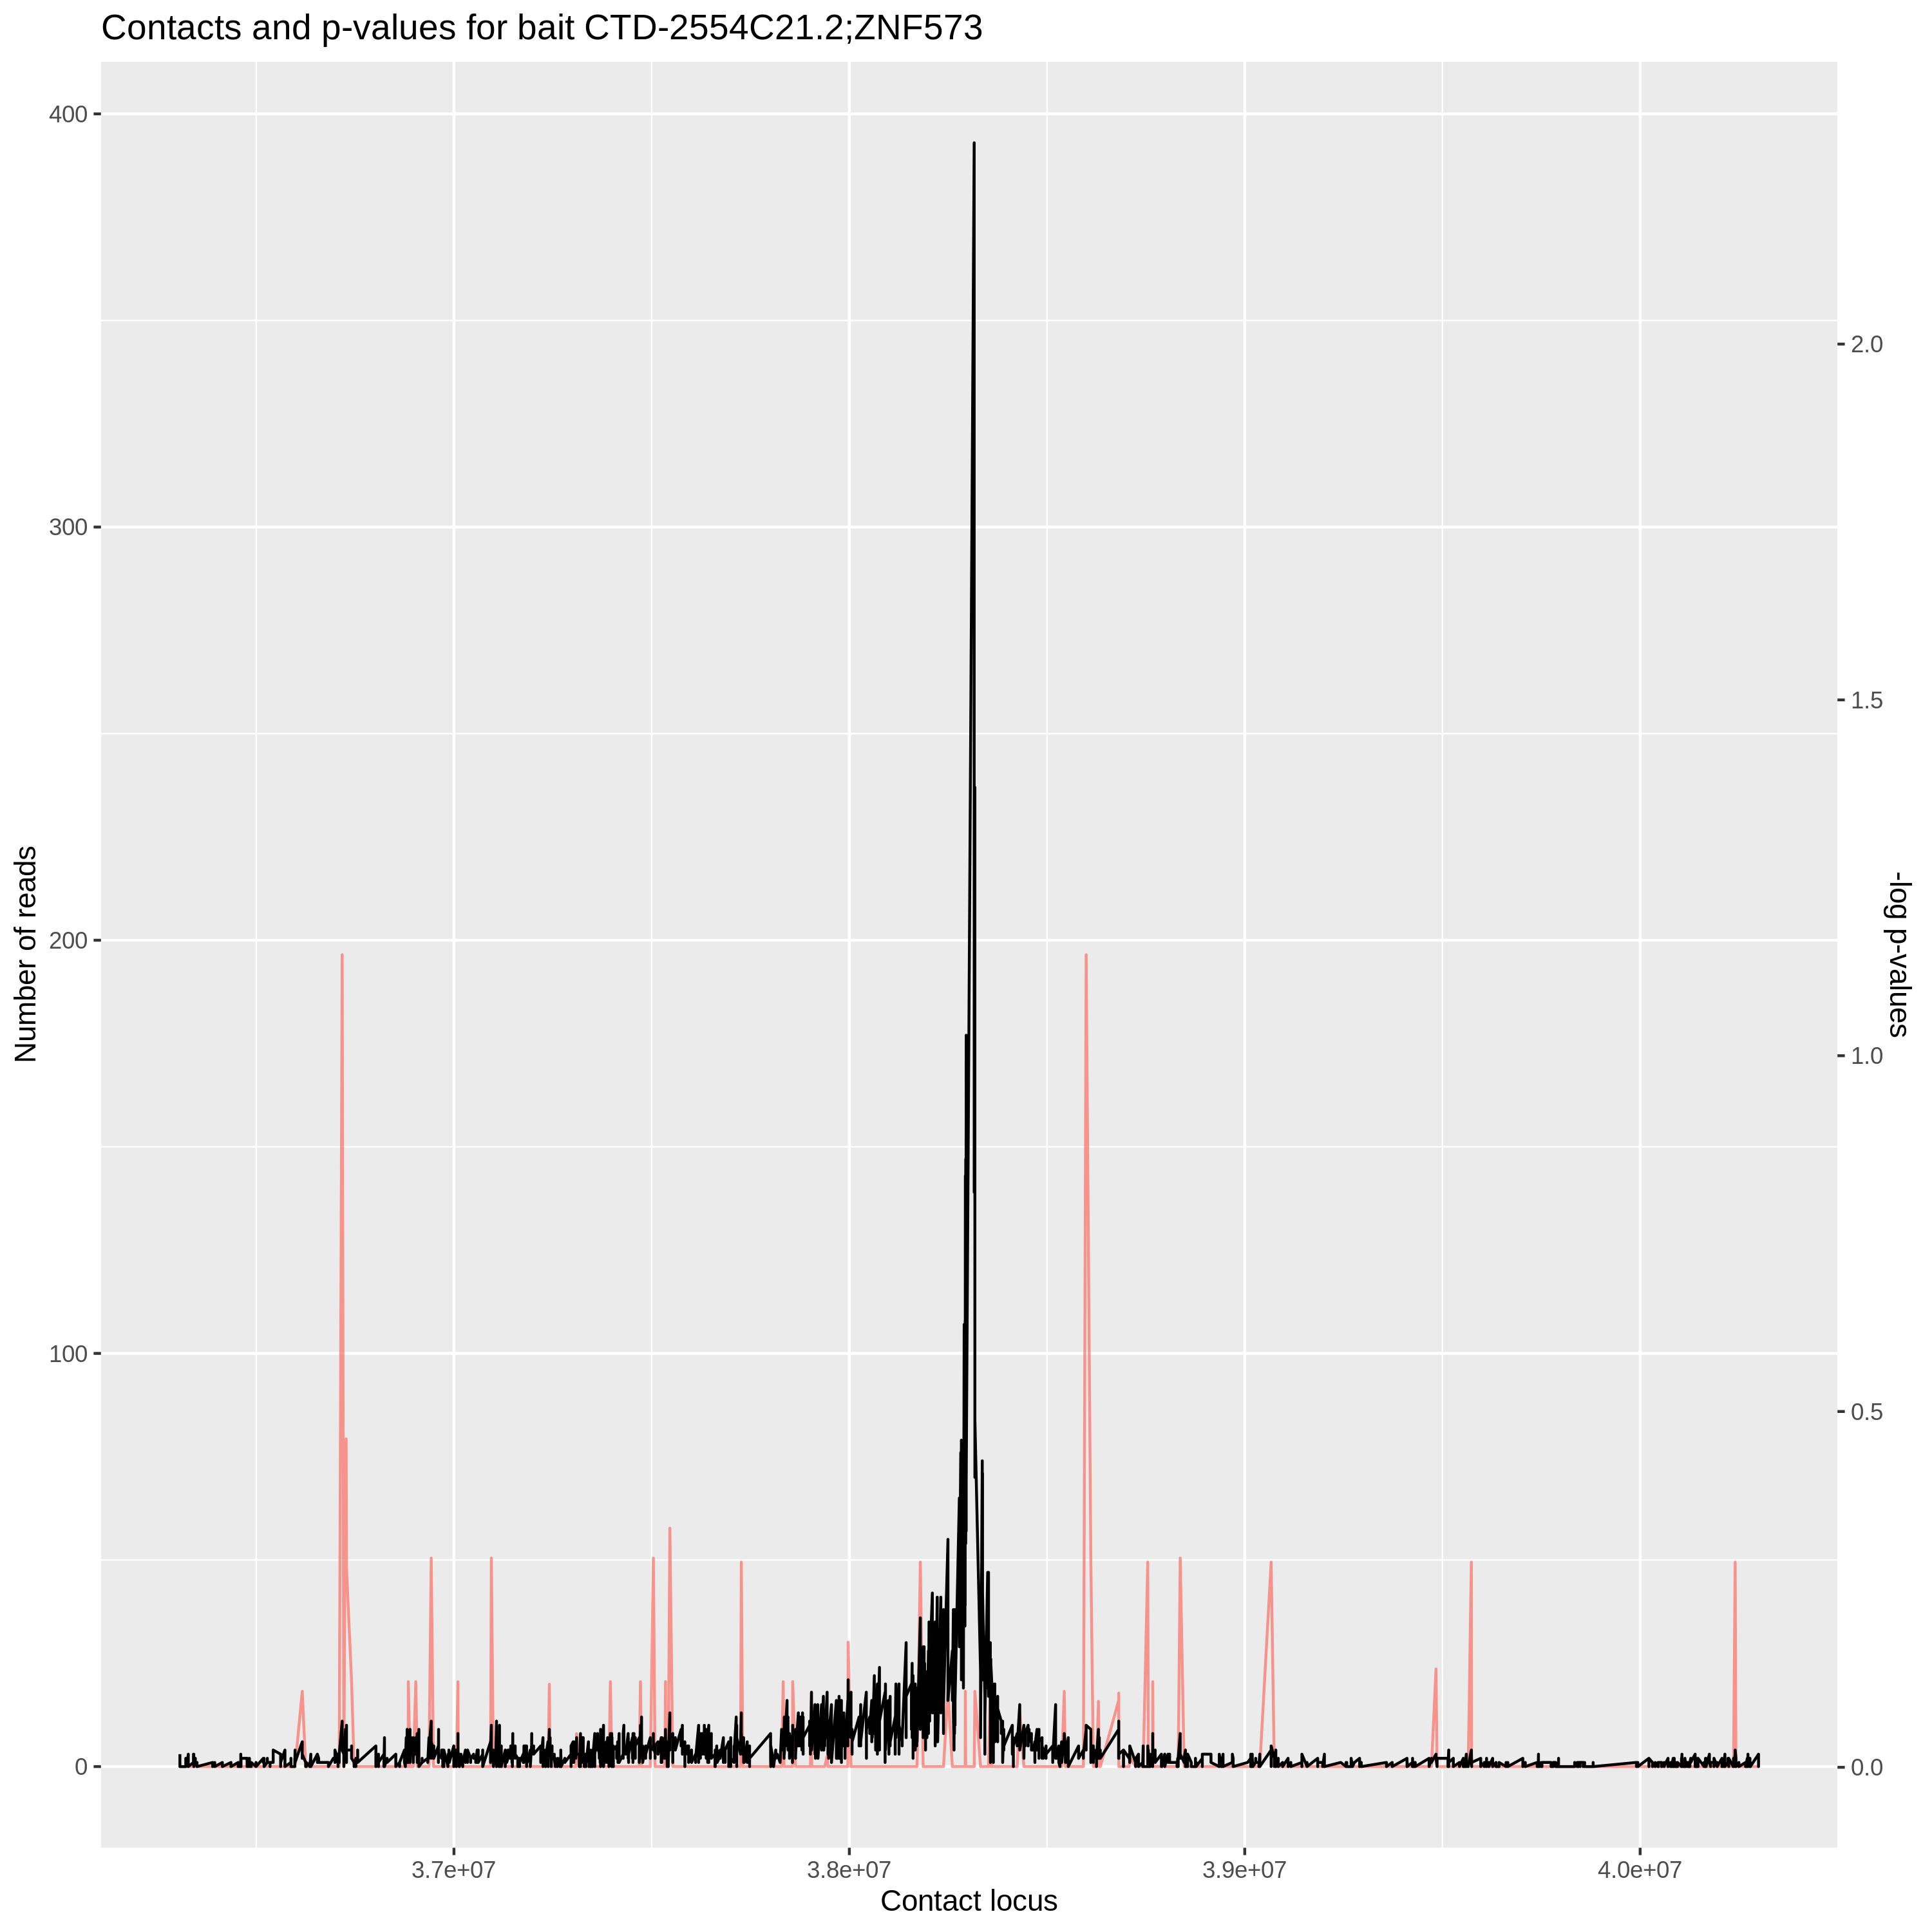 Contacts and p-values for bait CTD-2554C21.2;ZNF573
400
300
200
100
0
Number of reads
2.0
1.5
1.0
0.5
0.0
-log p-values
3.7e+07
3.8e+07
3.9e+07
4.0e+07
Contact locus